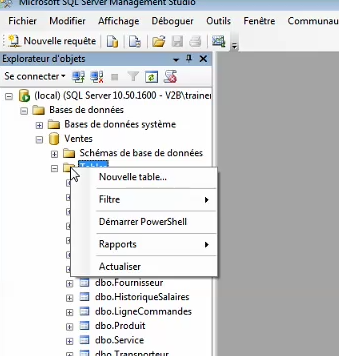 Microsoft SQL Server Management Studio
Fichier Modifier Affichage Déboguer Outils Fenêtre Communau
Nouvelle requête
Explorateur d'objets
Se connecter
(local) (SQL Server 10.50.1600 - V2B\traine
Bases de données
Bases de données système
Ventes
Schémas de base de données
Tables
Nouvelle table...
Filtre
Démarrer PowerShell
Rapports
Actualiser
dbo.Fournisseur
dbo.HistoriqueSalaires
dbo.LigneCommandes
dbo.Produit
dbo.Service
dbo.Transporteur